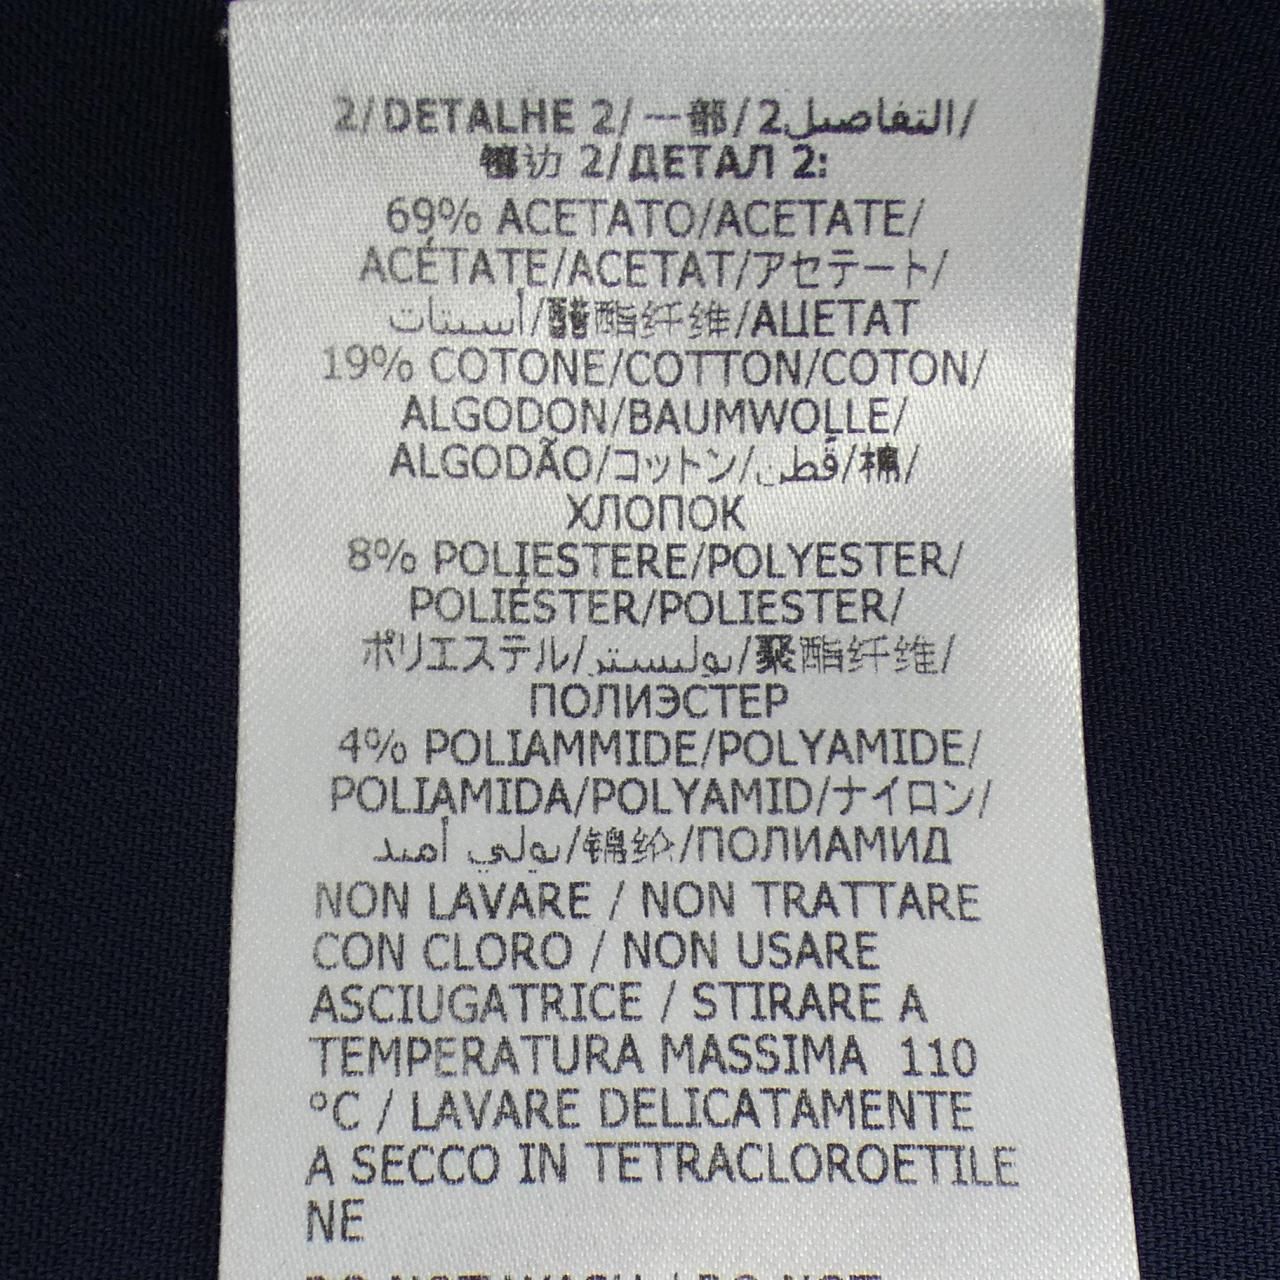 2/DETALHE 2/一部/2التفاصيل/
镶边 2/ДЕТАЛ 2:
69% ACETATO/ACETATE/
ACÉTATE/ACETAT/アセテート/
أسيتات/醋酯纤维/АЦЕТАТ
19% COTONE/COTTON/COTON/
ALGODON/BAUMWOLLE/
ALGODÃO/コットン/قُطن/棉/
ХЛОПОК
8% POLIESTERE/POLYESTER/
POLIÉSTER/POLIESTER/
ポリエステル/بوليستر/聚酯纤维/
ПОЛИЭСТЕР
4% POLIAMMIDE/POLYAMIDE/
POLIAMIDA/POLYAMID/ナイロン/
بولي أميد/锦纶/ПОЛИАМИД
NON LAVARE / NON TRATTARE
CON CLORO / NON USARE
ASCIUGATRICE / STIRARE A
TEMPERATURA MASSIMA 110
°C / LAVARE DELICATAMENTE
A SECCO IN TETRACLOROETILE
NE